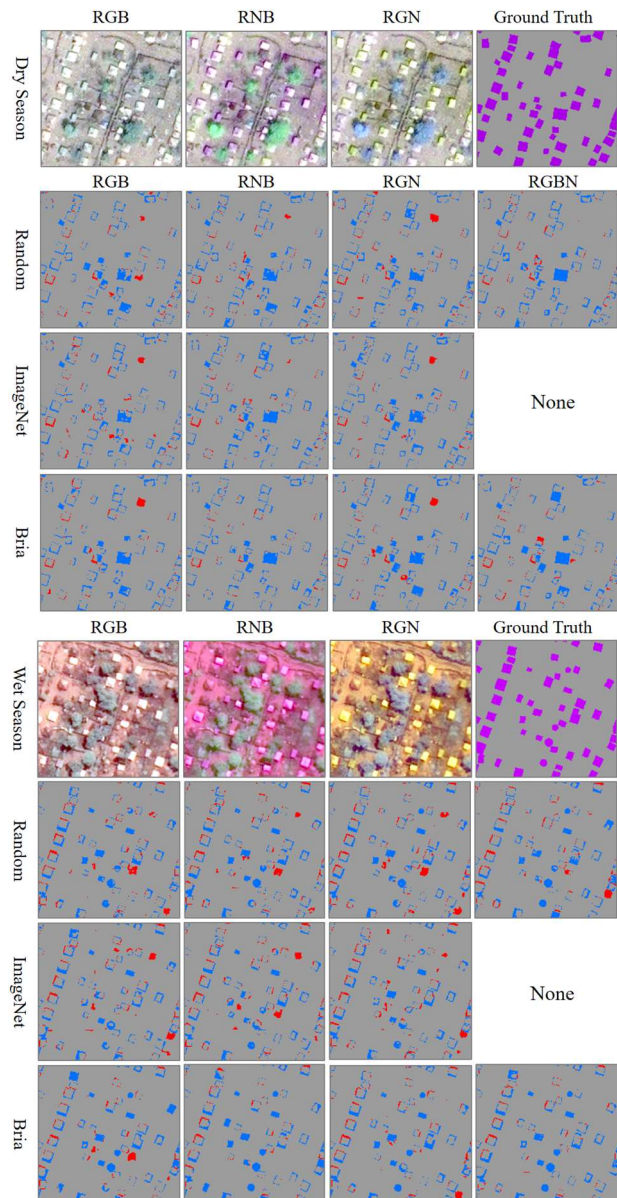 RGB RNB RGN Ground Truth
Dry Season
RGB RNB RGN RGBN
Random
ImageNet
None
Bria
RGB RNB RGN Ground Truth
Wet Season
Random
ImageNet
None
Bria